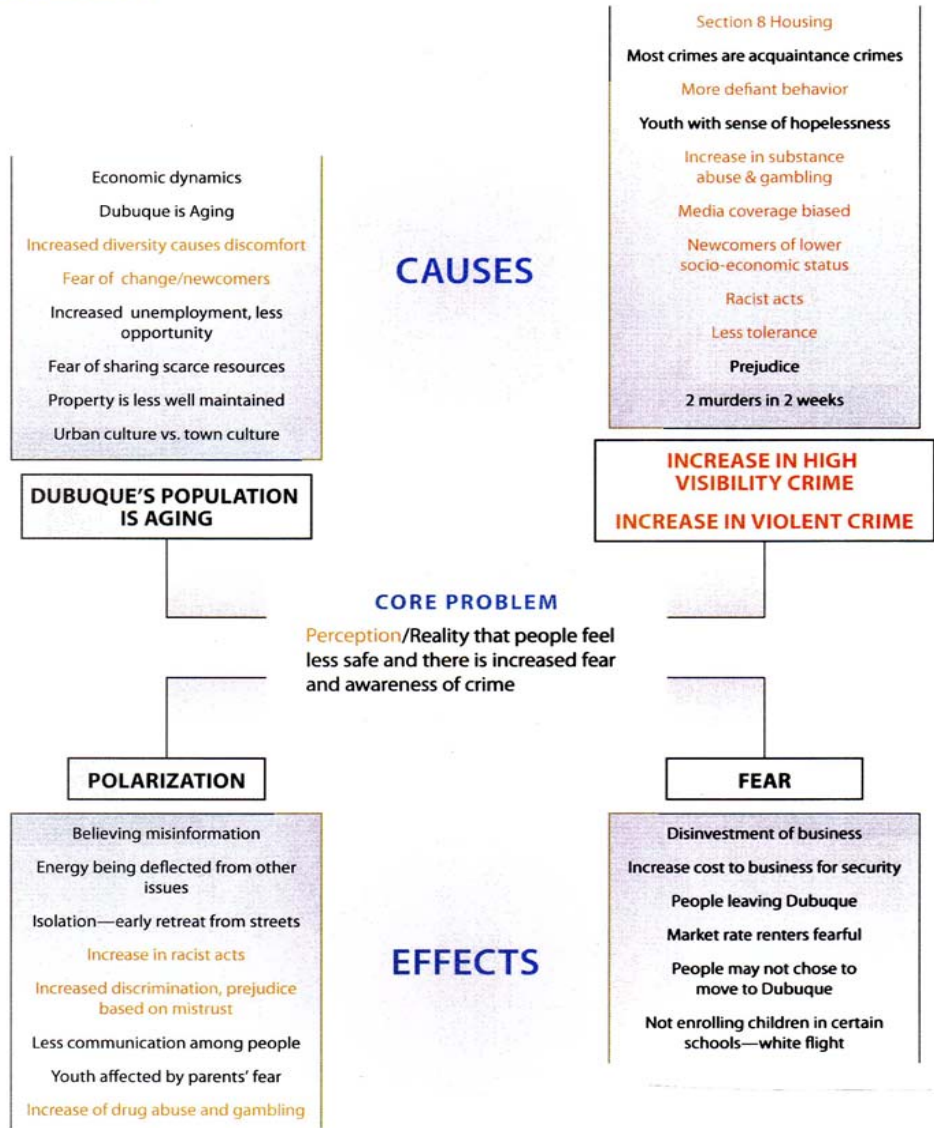 Economic dynamics
Dubuque is Aging
Increased diversity causes discomfort
Fear of change/newcomers
Increased unemployment, less
opportunity
Fear of sharing scarce resources
Property is less well maintained
Urban culture vs. town culture
DUBUQUE'S POPULATION
IS AGING
CAUSES
Section 8 Housing
Most crimes are acquaintance crimes
More defiant behavior
Youth with sense of hopelessness
Increase in substance
abuse & gambling
Media coverage biased
Newcomers of lower
socio-economic status
Racist acts
Less tolerance
Prejudice
2 murders in 2 weeks
INCREASE IN HIGH
VISIBILITY CRIME
INCREASE IN VIOLENT CRIME
CORE PROBLEM
Perception/Reality that people feel
less safe and there is increased fear
and awareness of crime
POLARIZATION
Believing misinformation
Energy being deflected from other
issues
Isolation—early retreat from streets
Increase in racist acts
Increased discrimination, prejudice
based on mistrust
Less communication among people
Youth affected by parents' fear
Increase of drug abuse and gambling
EFFECTS
FEAR
Disinvestment of business
Increase cost to business for security
People leaving Dubuque
Market rate renters fearful
People may not chose to
move to Dubuque
Not enrolling children in certain
schools—white flight